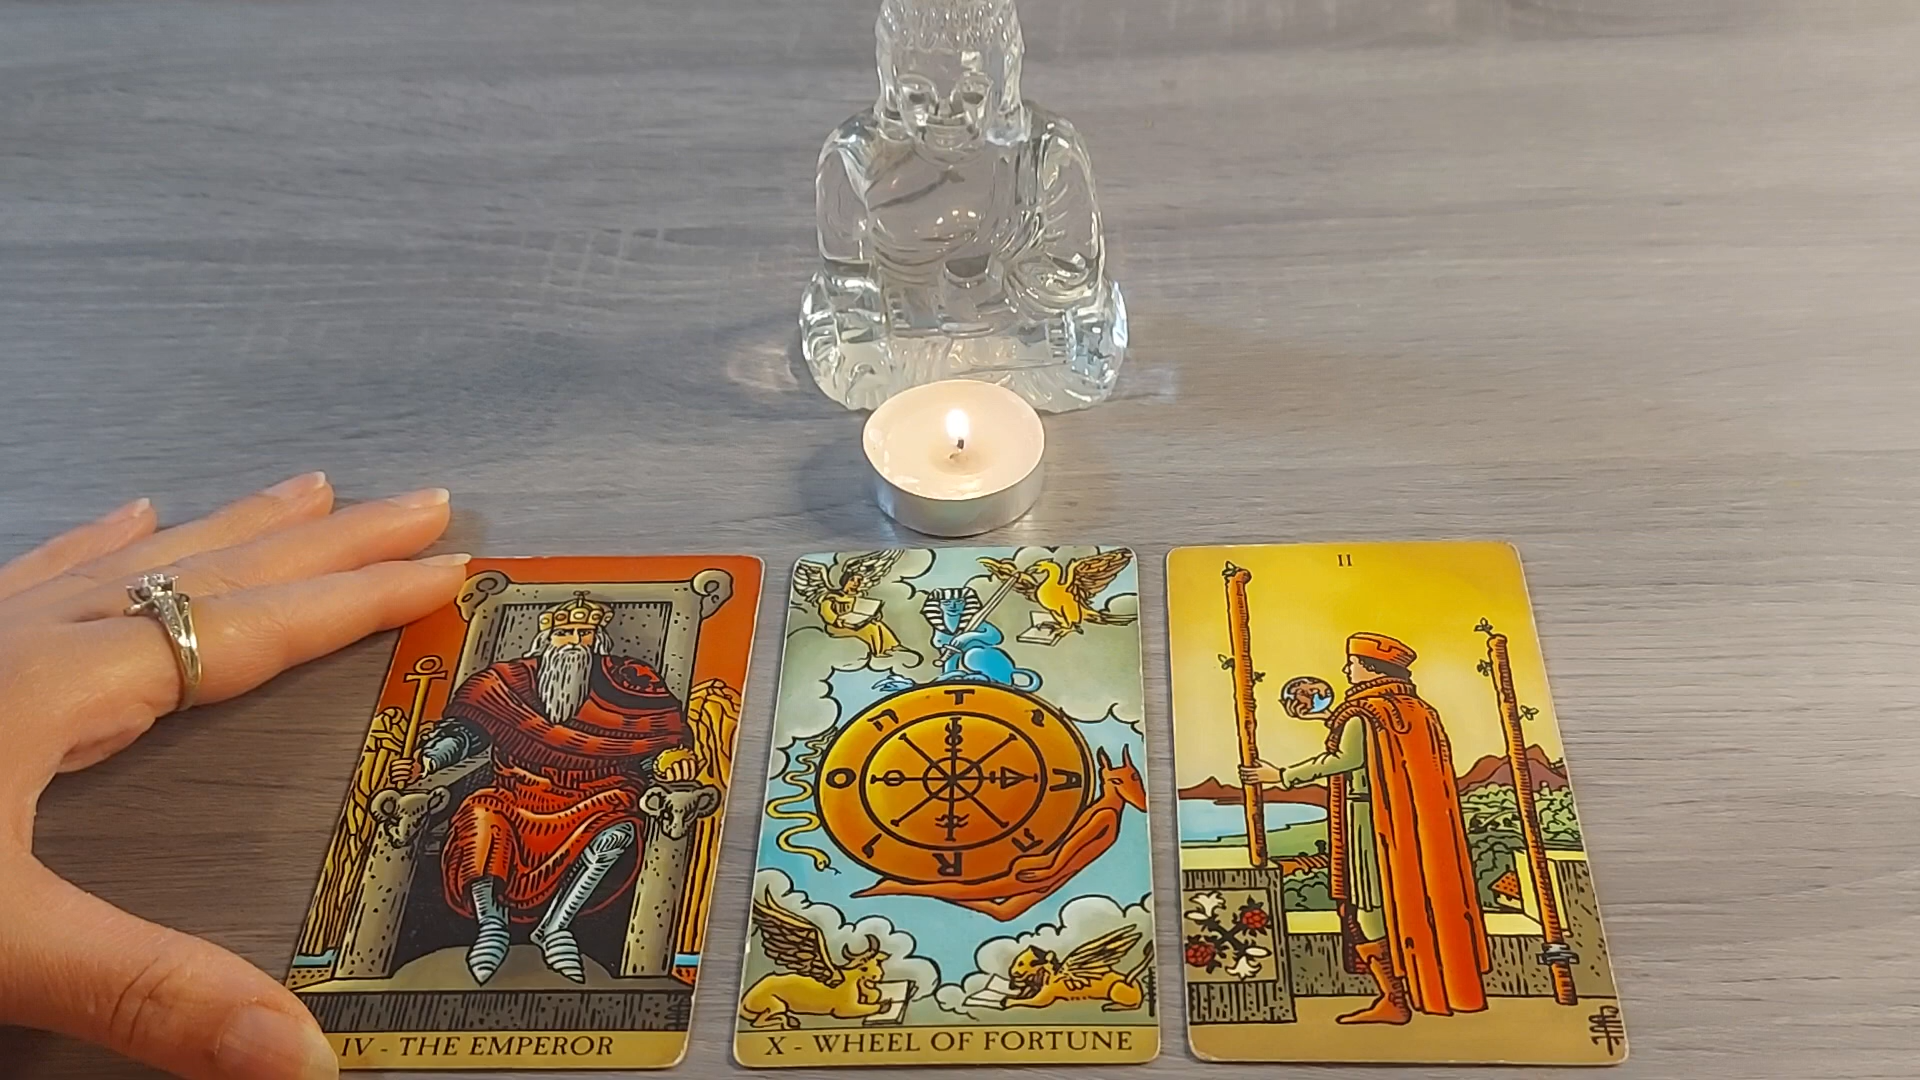 IV - THE EMPEROR
X - WHEEL OF FORTUNE
T
A
R
O
II